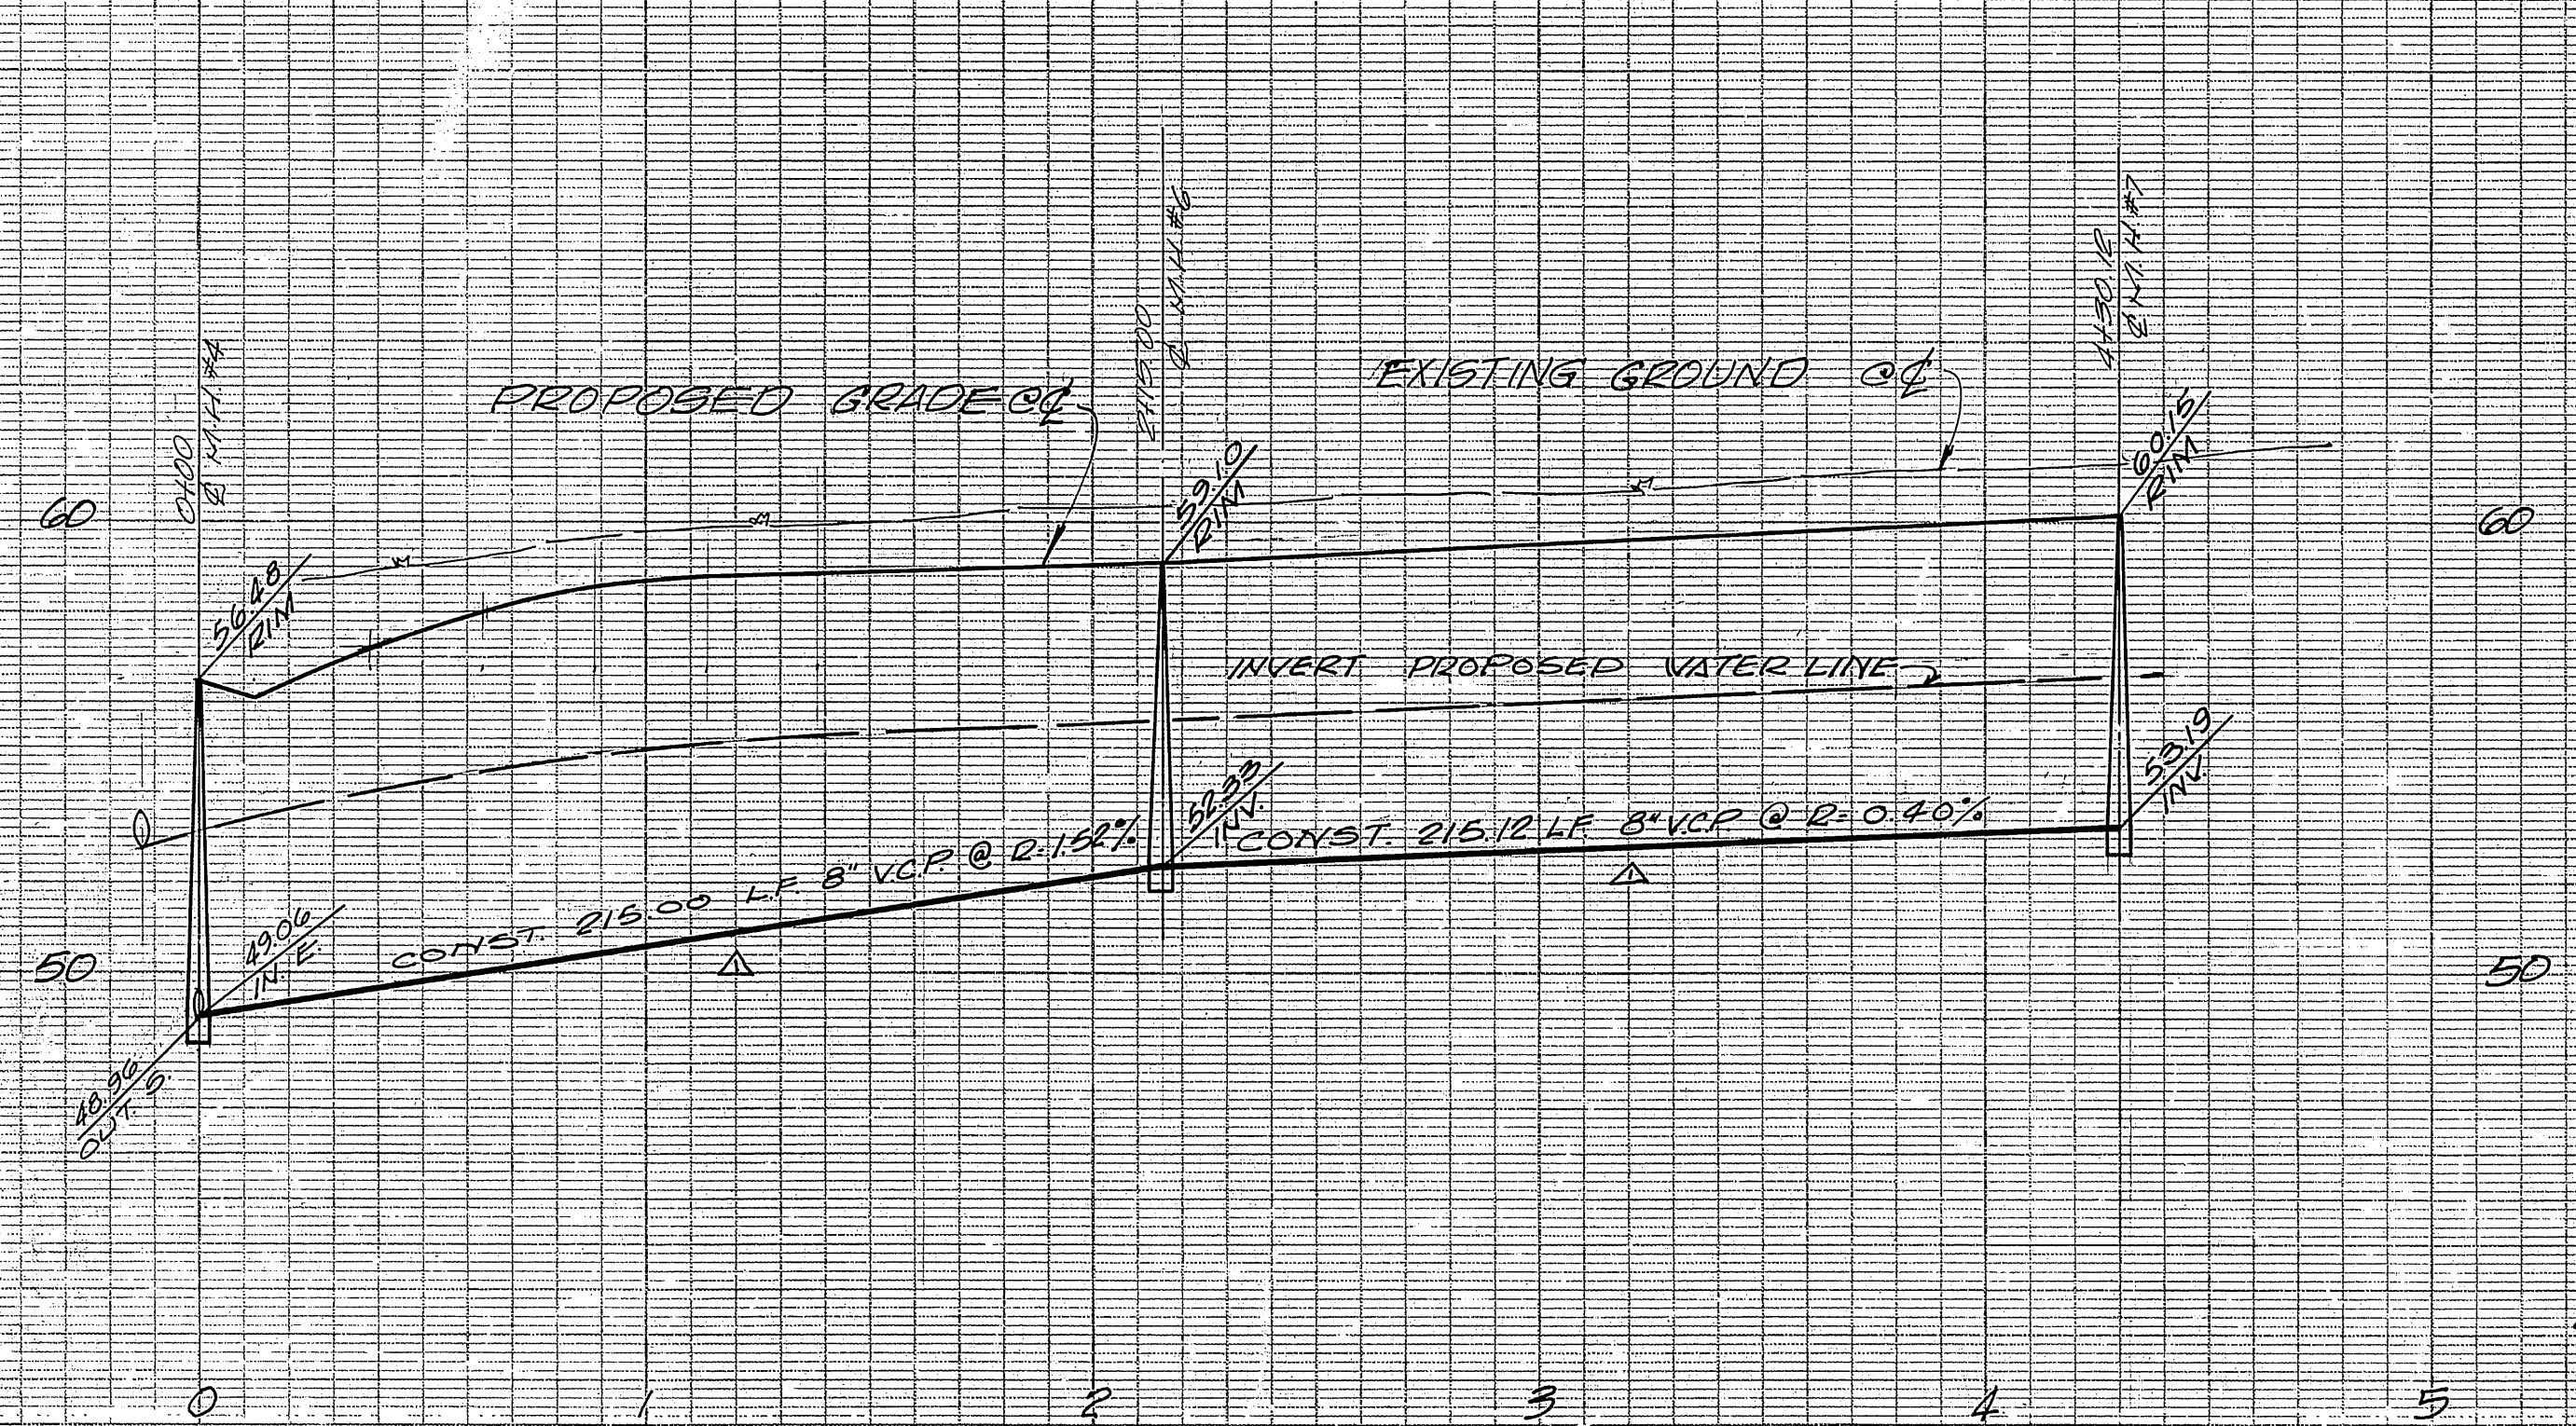 0+00
₵ M.H. #4
2+15.00
₵ M.H. #6
4+30.12
₵ M.H. #7
PROPOSED GRADE @ ₵
EXISTING GROUND @ ₵
60
60
56.48
RIM
59.10
RIM
60.15
RIM
INVERT PROPOSED WATER LINE
52.33
INV.
53.19
INV.
CONST. 215.00 L.F. 8" V.C.P. @ R=1.52%
CONST. 215.12 L.F. 8" V.C.P. @ R=0.40%
1
1
50
50
49.06
IN. E.
48.96
OUT. S.
0 1 2 3 4 5